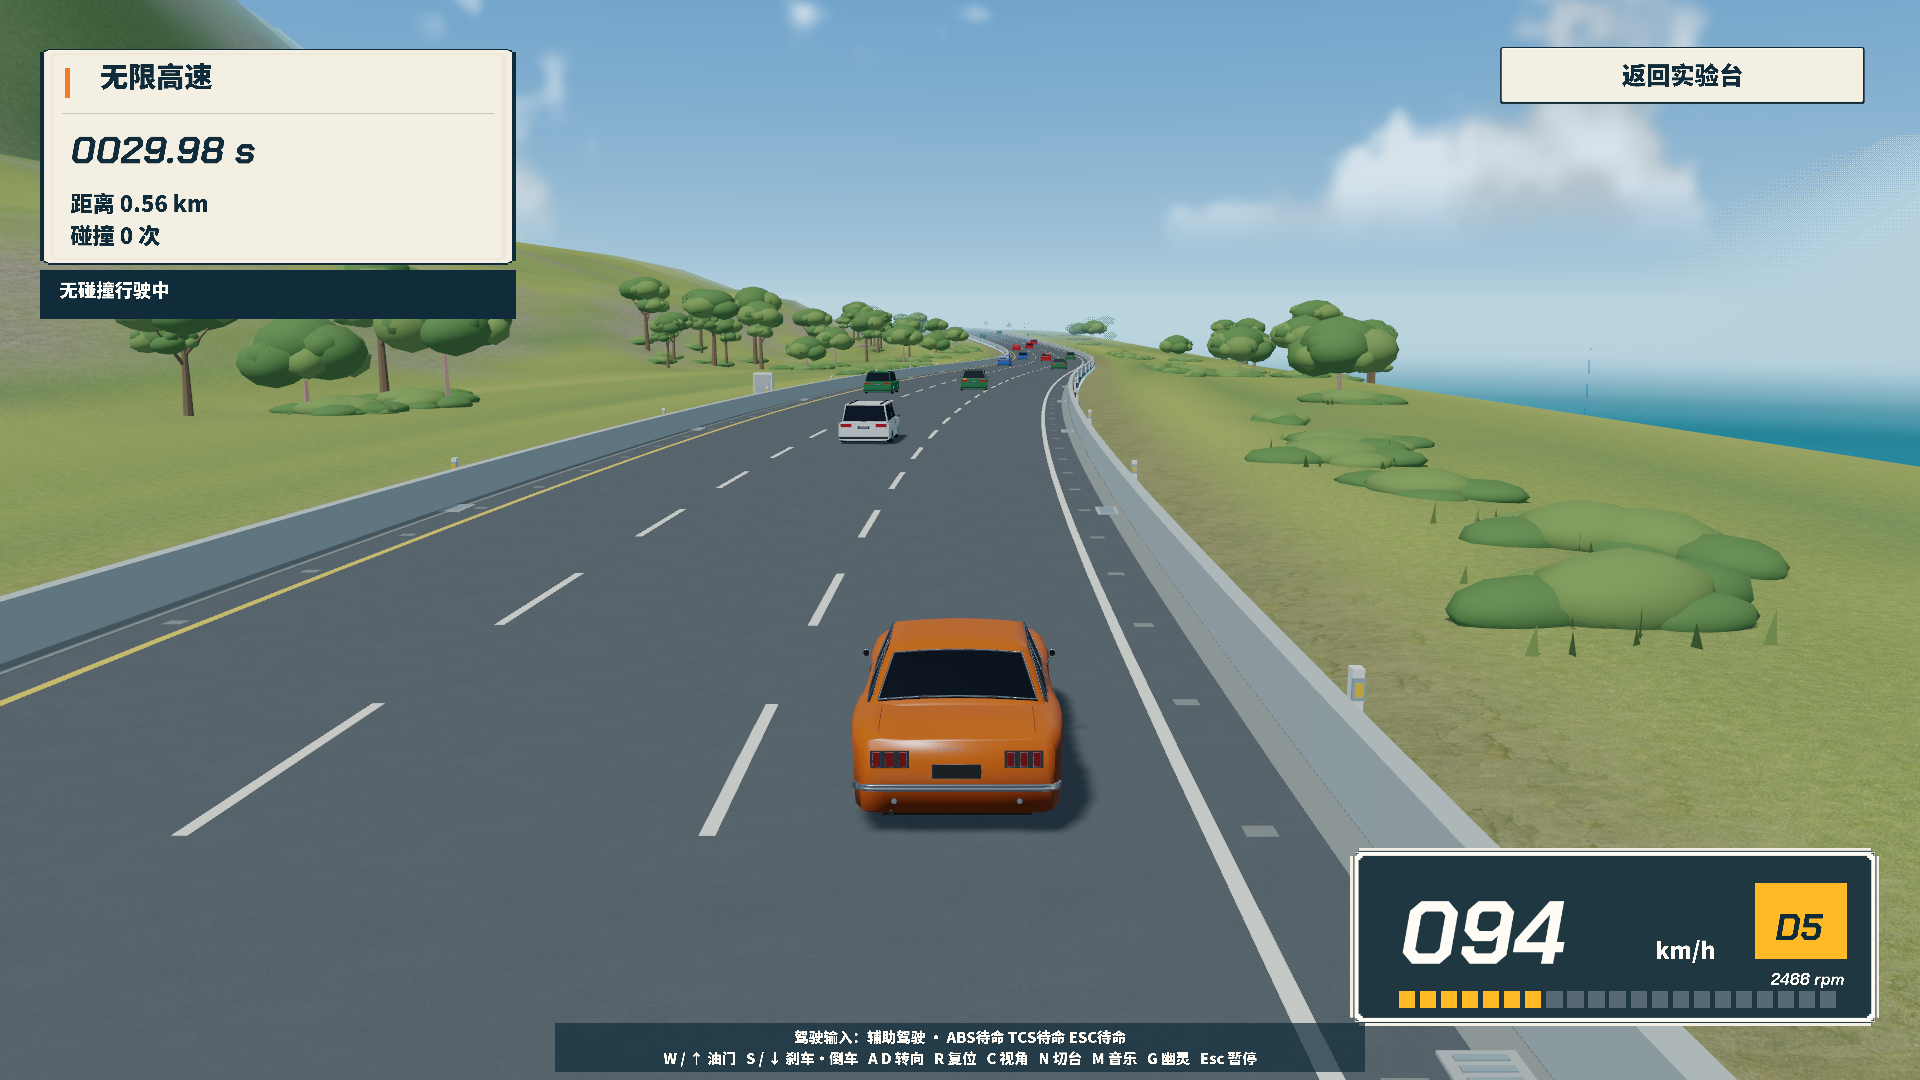 无限高速
0029.98 s
距离 0.56 km
碰撞 0 次
无碰撞行驶中
返回实验台
094 km/h
D5
2466 rpm
驾驶输入：辅助驾驶 · ABS待命 TCS待命 ESC待命
W / ↑ 油门 S / ↓ 刹车 · 倒车 A D 转向 R 复位 C 视角 N 切台 M 音乐 G 幽灵 Esc 暂停